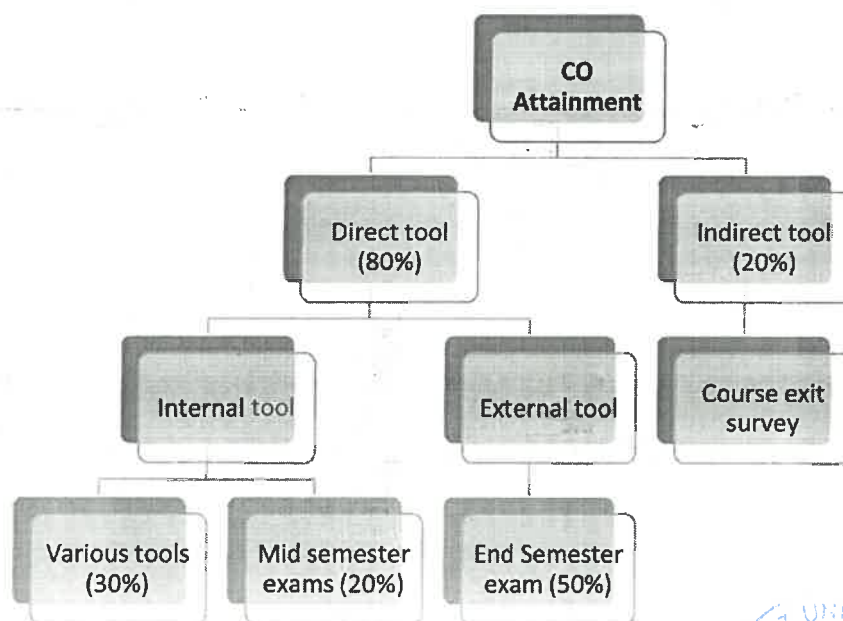 CO
Attainment
Direct tool
(80%)
Indirect tool
(20%)
Internal tool
External tool
Course exit
survey
Various tools
(30%)
Mid semester
exams (20%)
End Semester
exam (50%)